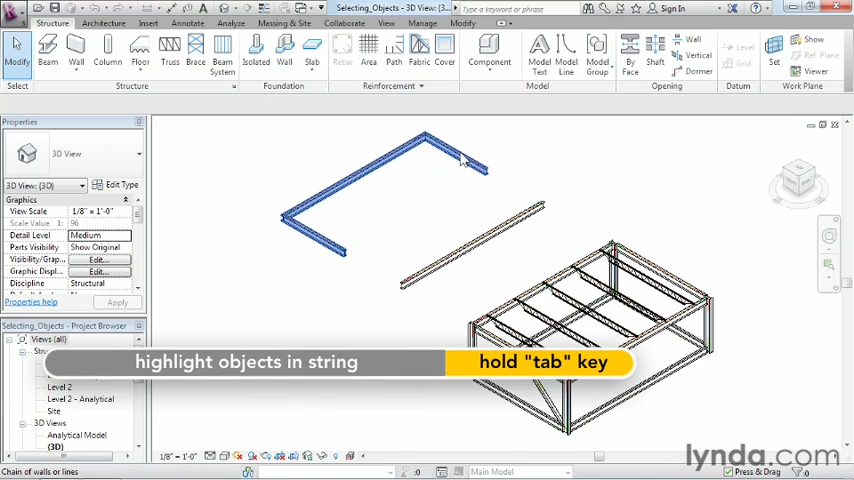 Selecting_Objects - 3D View: {3...
Sign In
Structure Architecture Insert Annotate Analyze Massing & Site Collaborate View Manage Modify
Modify Beam Wall Column Floor Truss Brace Beam System Isolated Wall Slab Rebar Area Path Fabric Cover Component Model Text Model Line Model Group By Face Shaft Wall Vertical Dormer Level Grid Set Show Ref Plane Viewer
Select Structure Foundation Reinforcement Model Opening Datum Work Plane
Properties
3D View
3D View: {3D} Edit Type
Graphics
View Scale 1/8" = 1'-0"
Scale Value 1: 96
Detail Level Medium
Parts Visibility Show Original
Visibility/Grap... Edit...
Graphic Displ... Edit...
Discipline Structural
Properties help Apply
Selecting_Objects - Project Browser
Views (all)
highlight objects in string hold "tab" key
Level 2
Level 2 - Analytical
Site
3D Views
Analytical Model
{3D}
1/8" = 1'-0"
lynda.com
Chain of walls or lines
:0 Main Model
Press & Drag :0